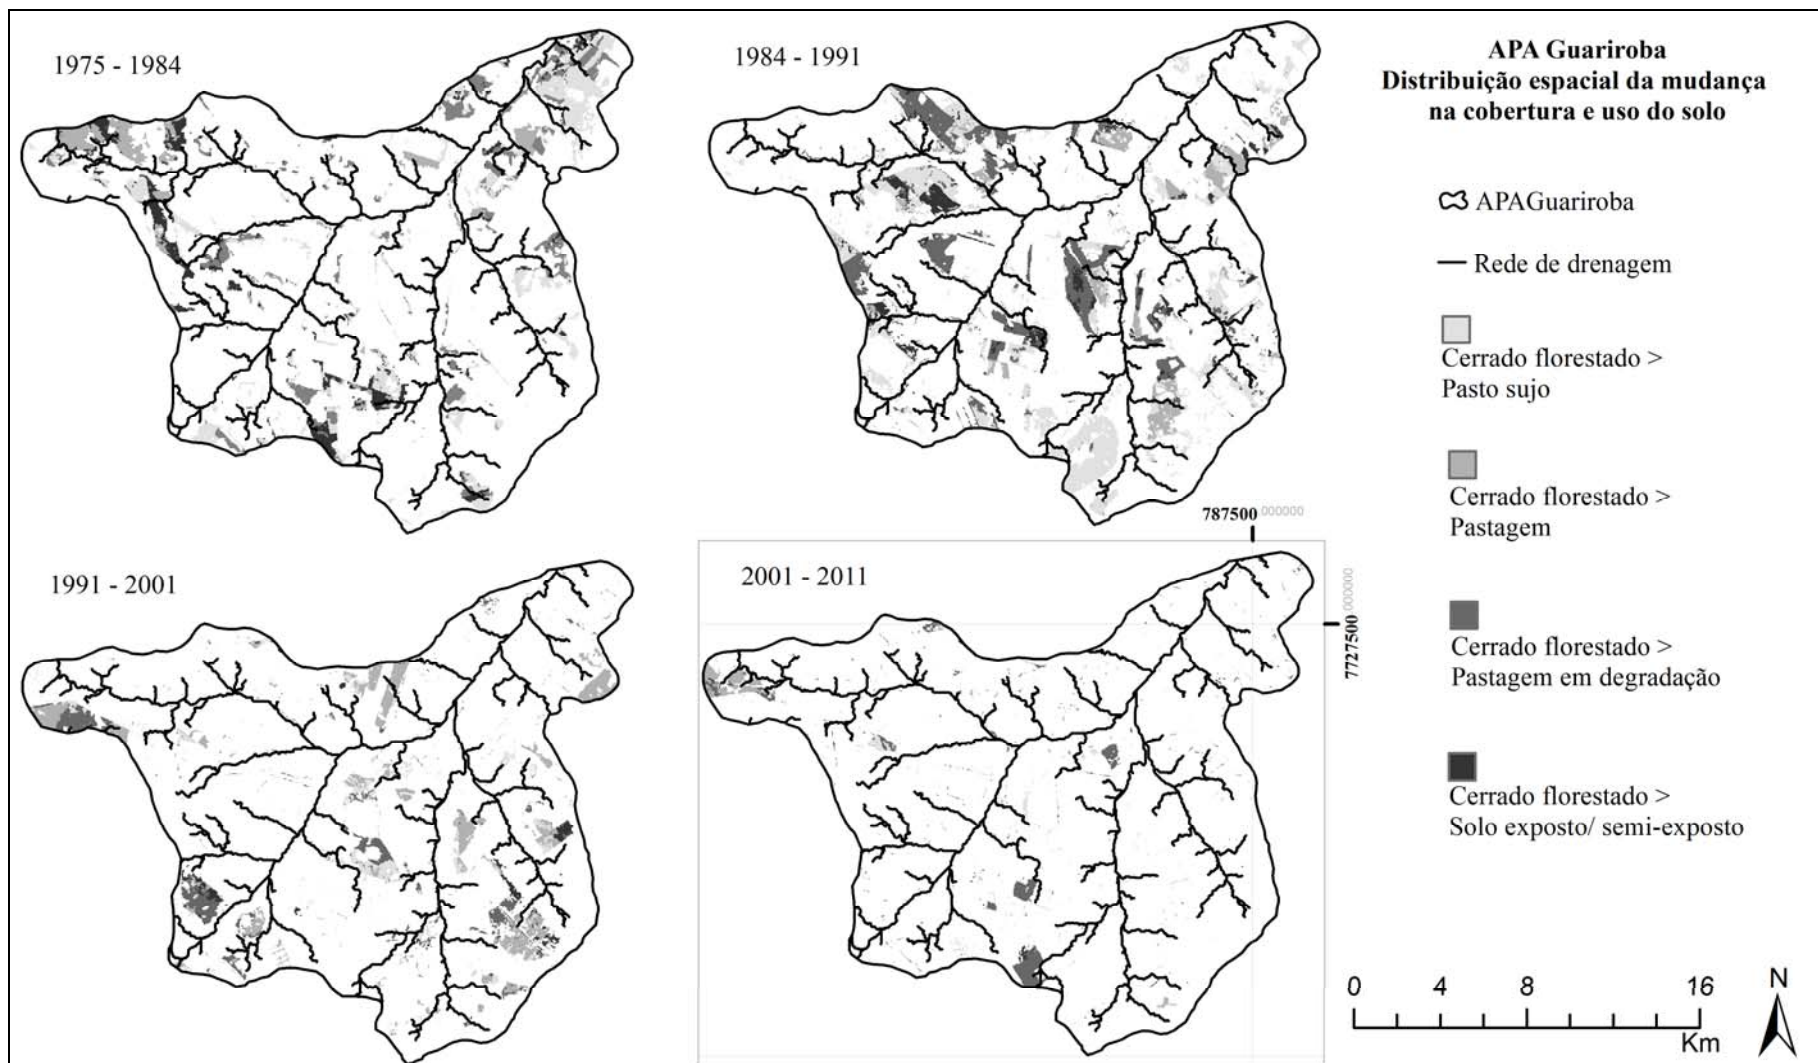 1975 - 1984
1984 - 1991
1991 - 2001
2001 - 2011
787500.000000
7727500.000000
APA Guariroba
Distribuição espacial da mudança
na cobertura e uso do solo
APAGuariroba
Rede de drenagem
Cerrado florestado >
Pasto sujo
Cerrado florestado >
Pastagem
Cerrado florestado >
Pastagem em degradação
Cerrado florestado >
Solo exposto/ semi-exposto
0 4 8 16
Km
N